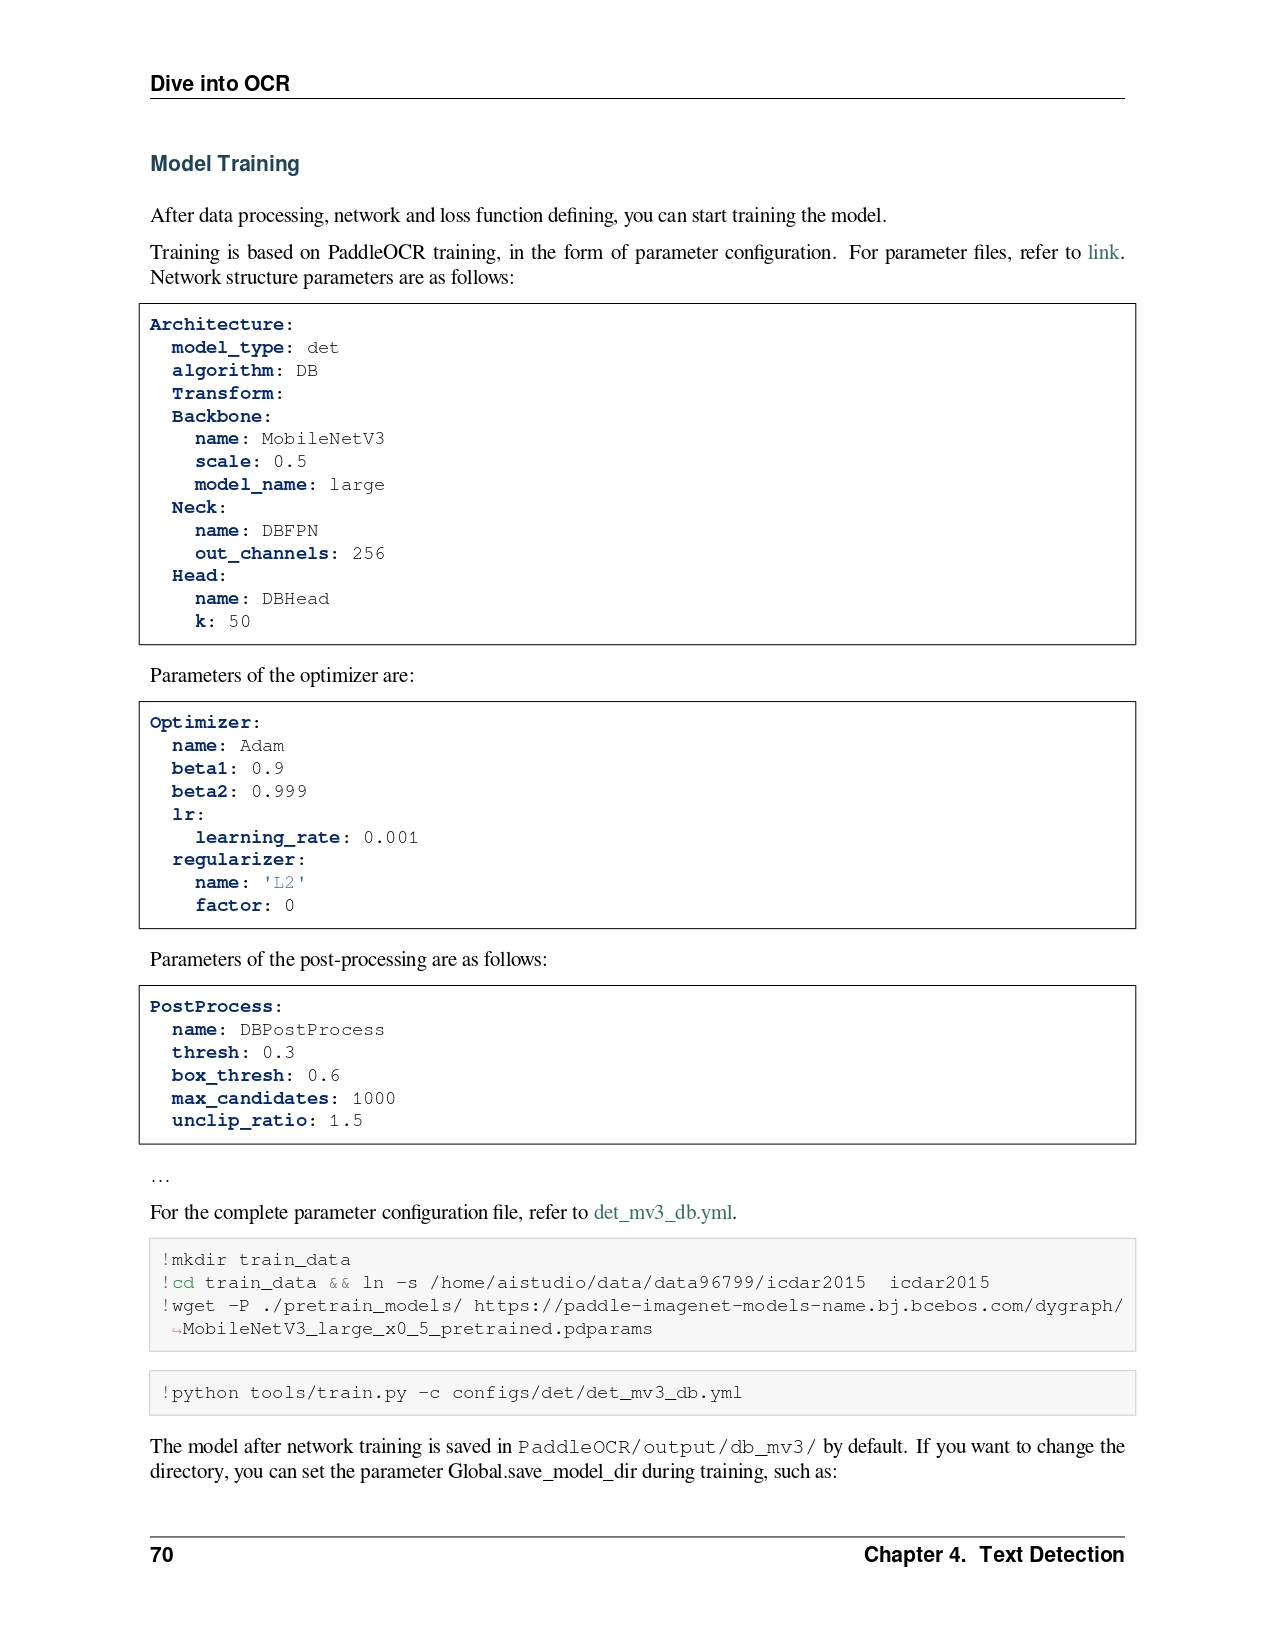 Dive into OCR
Model Training
After data processing, network and loss function defining, you can start training the model.
Training is based on PaddleOCR training, in the form of parameter configuration. For parameter files, refer to link.
Network structure parameters are as follows:
Architecture:
  model_type: det
  algorithm: DB
  Transform:
  Backbone:
    name: MobileNetV3
    scale: 0.5
    model_name: large
  Neck:
    name: DBFPN
    out_channels: 256
  Head:
    name: DBHead
    k: 50
Parameters of the optimizer are:
Optimizer:
  name: Adam
  beta1: 0.9
  beta2: 0.999
  lr:
    learning_rate: 0.001
  regularizer:
    name: 'L2'
    factor: 0
Parameters of the post-processing are as follows:
PostProcess:
  name: DBPostProcess
  thresh: 0.3
  box_thresh: 0.6
  max_candidates: 1000
  unclip_ratio: 1.5
…
For the complete parameter configuration file, refer to det_mv3_db.yml.
!mkdir train_data
!cd train_data && ln -s /home/aistudio/data/data96799/icdar2015  icdar2015
!wget -P ./pretrain_models/ https://paddle-imagenet-models-name.bj.bcebos.com/dygraph/
↪MobileNetV3_large_x0_5_pretrained.pdparams
!python tools/train.py -c configs/det/det_mv3_db.yml
The model after network training is saved in PaddleOCR/output/db_mv3/ by default. If you want to change the
directory, you can set the parameter Global.save_model_dir during training, such as:
70 Chapter 4. Text Detection